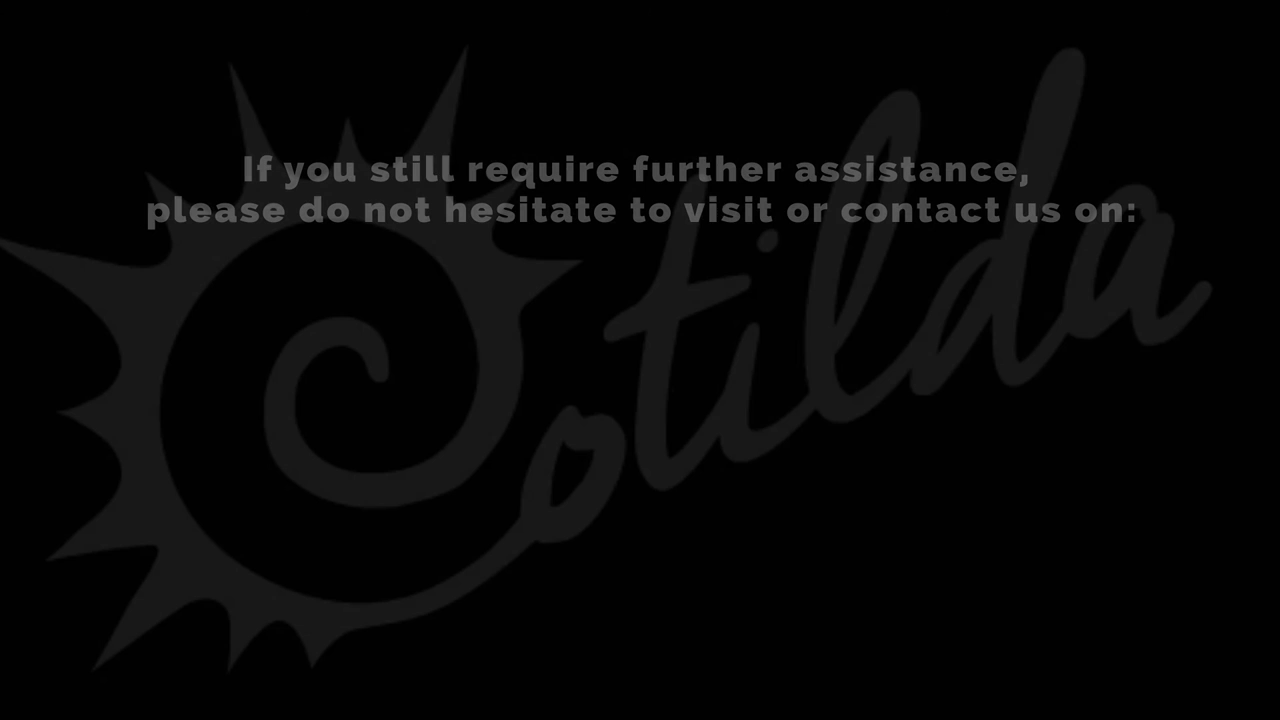 If you still require further assistance,
please do not hesitate to visit or contact us on:
Cotilda